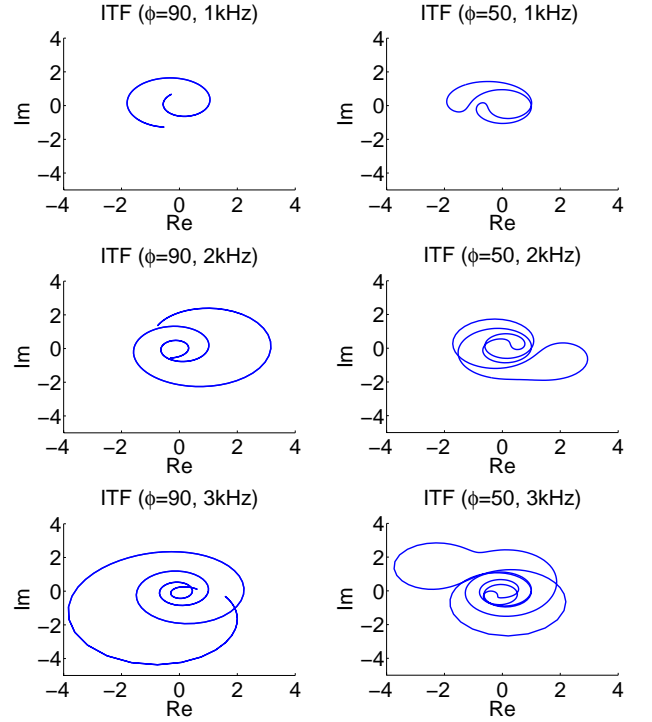 ITF (ϕ=90, 1kHz)
4
2
0
−2
−4
Im
−4 −2 0 2 4
Re
ITF (ϕ=50, 1kHz)
4
2
0
−2
−4
Im
−4 −2 0 2 4
Re
ITF (ϕ=90, 2kHz)
4
2
0
−2
−4
Im
−4 −2 0 2 4
Re
ITF (ϕ=50, 2kHz)
4
2
0
−2
−4
Im
−4 −2 0 2 4
Re
ITF (ϕ=90, 3kHz)
4
2
0
−2
−4
Im
−4 −2 0 2 4
Re
ITF (ϕ=50, 3kHz)
4
2
0
−2
−4
Im
−4 −2 0 2 4
Re